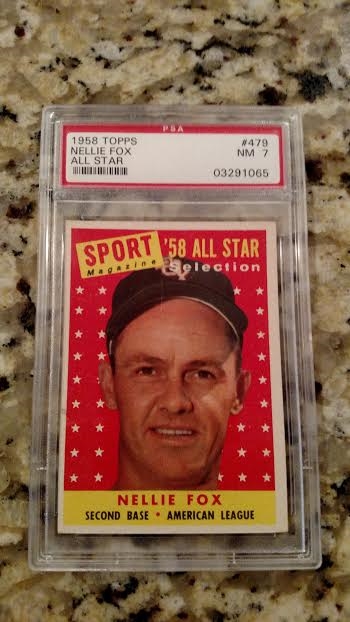 PSA
1958 TOPPS #479
NELLIE FOX NM 7
ALL STAR
03291065
SPORT '58 ALL STAR
Magazine Selection
NELLIE FOX
SECOND BASE • AMERICAN LEAGUE